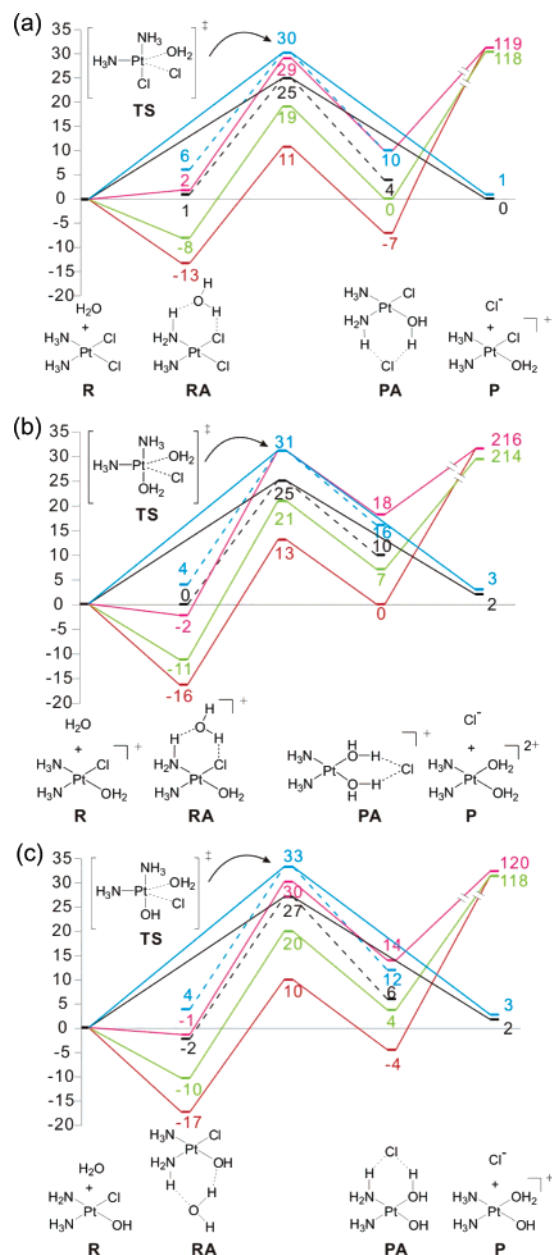 (a)
35
30
25
20
15
10
5
0
-5
-10
-15
-20
NH3
H3N Pt OH2
Cl
Cl
‡
TS
30
29
25
19
11
6
2
1
-8
-13
10
4
0
-7
119
118
1
0
H2O
+
H3N Cl
Pt
H3N Cl
R
H
H O
H
H2N Cl
Pt
H3N Cl
RA
H3N Cl
Pt
H2N OH
H H
Cl
PA
Cl-
+
H3N Cl
Pt
H3N OH2
+
P
(b)
35
30
25
20
15
10
5
0
-5
-10
-15
-20
NH3
H3N Pt OH2
Cl
OH2
‡
TS
31
25
21
13
4
0
-2
-11
-16
18
16
10
7
0
216
214
3
2
H2O
+
H3N Cl
Pt
H3N OH2
+
R
H
H O
H
H2N Cl
Pt
H3N OH2
+
RA
H
H3N O H
Pt Cl
H3N O H
H
+
PA
Cl-
+
H3N OH2
Pt
H3N OH2
2+
P
(c)
35
30
25
20
15
10
5
0
-5
-10
-15
-20
NH3
H3N Pt OH2
Cl
OH
‡
TS
33
30
27
20
10
4
-1
-2
-10
-17
14
12
6
4
-4
120
118
3
2
H2O
+
H2N Cl
Pt
H3N OH
R
H3N Cl
Pt
H2N OH
H H
O
H
RA
Cl
H H
H2N OH
Pt
H3N OH
PA
Cl-
+
H3N OH2
Pt
H3N OH
+
P